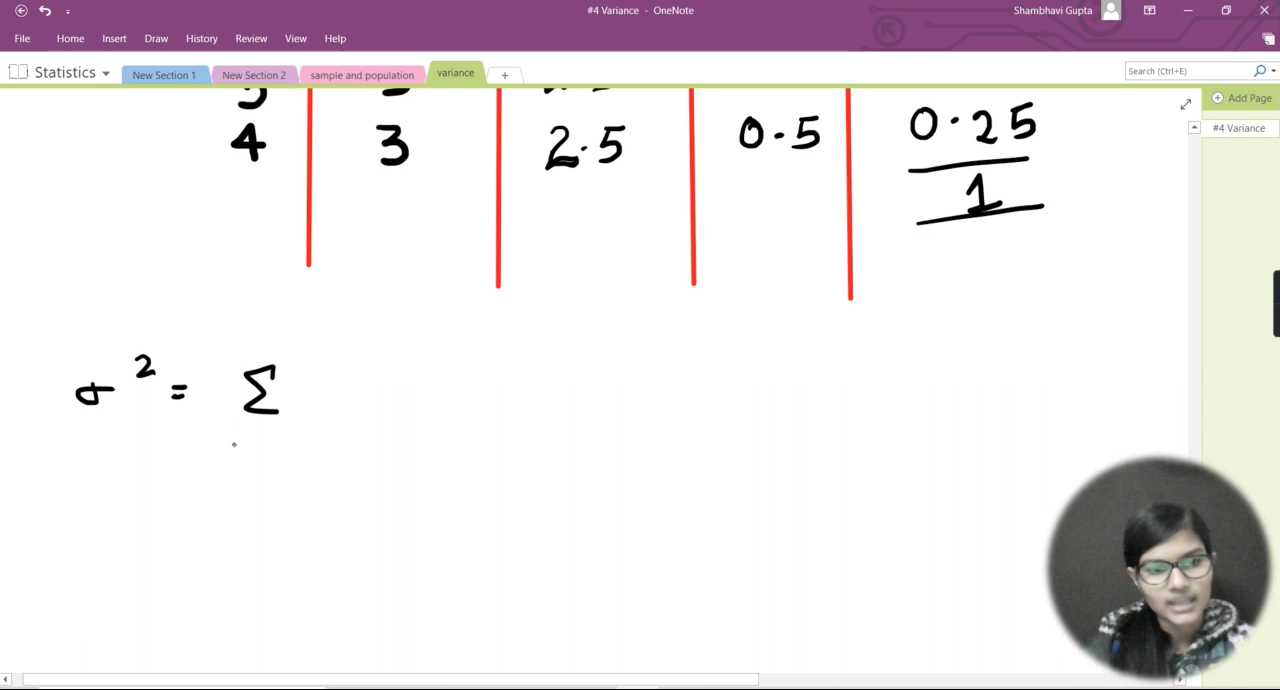 #4 Variance - OneNote
Shambhavi Gupta
File Home Insert Draw History Review View Help
Statistics New Section 1 New Section 2 sample and population variance +
Search (Ctrl+E)
Add Page
#4 Variance
4 3 2.5 0.5 0.25
1
σ² = Σ